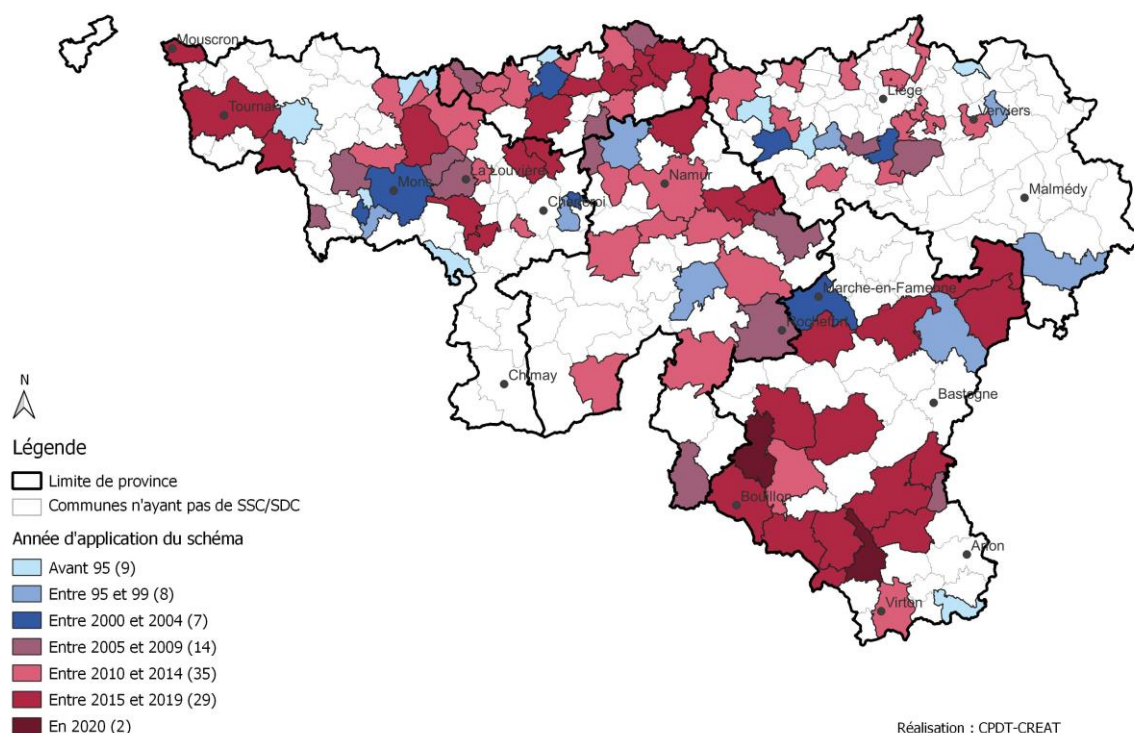 Mouscron
Tournai
Mons
La Louvière
Charleroi
Namur
Liège
Verviers
Malmédy
Marche-en-Famenne
Rochefort
Chimay
Bastogne
Bouillon
Arlon
Virton
N
Légende
Limite de province
Communes n'ayant pas de SSC/SDC
Année d'application du schéma
Avant 95 (9)
Entre 95 et 99 (8)
Entre 2000 et 2004 (7)
Entre 2005 et 2009 (14)
Entre 2010 et 2014 (35)
Entre 2015 et 2019 (29)
En 2020 (2)
Réalisation : CPDT-CREAT